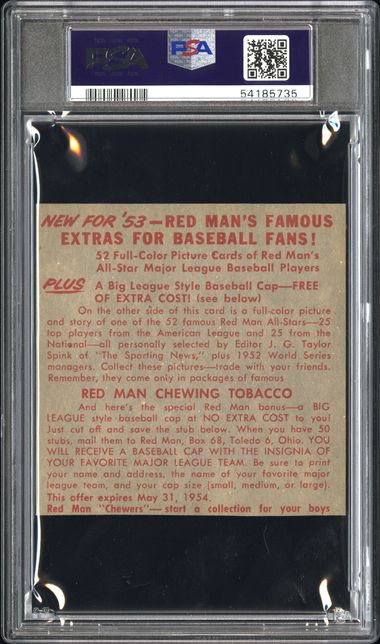 PSA
PSA
54185735
NEW FOR '53—RED MAN'S FAMOUS
EXTRAS FOR BASEBALL FANS!
52 Full-Color Picture Cards of Red Man's
All-Star Major League Baseball Players
PLUS A Big League Style Baseball Cap—FREE
OF EXTRA COST! (see below)
On the other side of this card is a full-color picture
and story of one of the 52 famous Red Man All-Stars—25
top players from the American League and 25 from the
National—all personally selected by Editor J. G. Taylor
Spink of "The Sporting News," plus 1952 World Series
managers. Collect these pictures—trade with your friends.
Remember, they come only in packages of famous
RED MAN CHEWING TOBACCO
And here's the special Red Man bonus—a BIG
LEAGUE style baseball cap at NO EXTRA COST to you!
Just cut off and save the stub below. When you have 50
stubs, mail them to Red Man, Box 68, Toledo 6, Ohio. YOU
WILL RECEIVE A BASEBALL CAP WITH THE INSIGNIA OF
YOUR FAVORITE MAJOR LEAGUE TEAM. Be sure to print
your name and address, the name of your favorite major
league team, and your cap size (small, medium, or large).
This offer expires May 31, 1954.
Red Man "Chewers"—start a collection for your boys